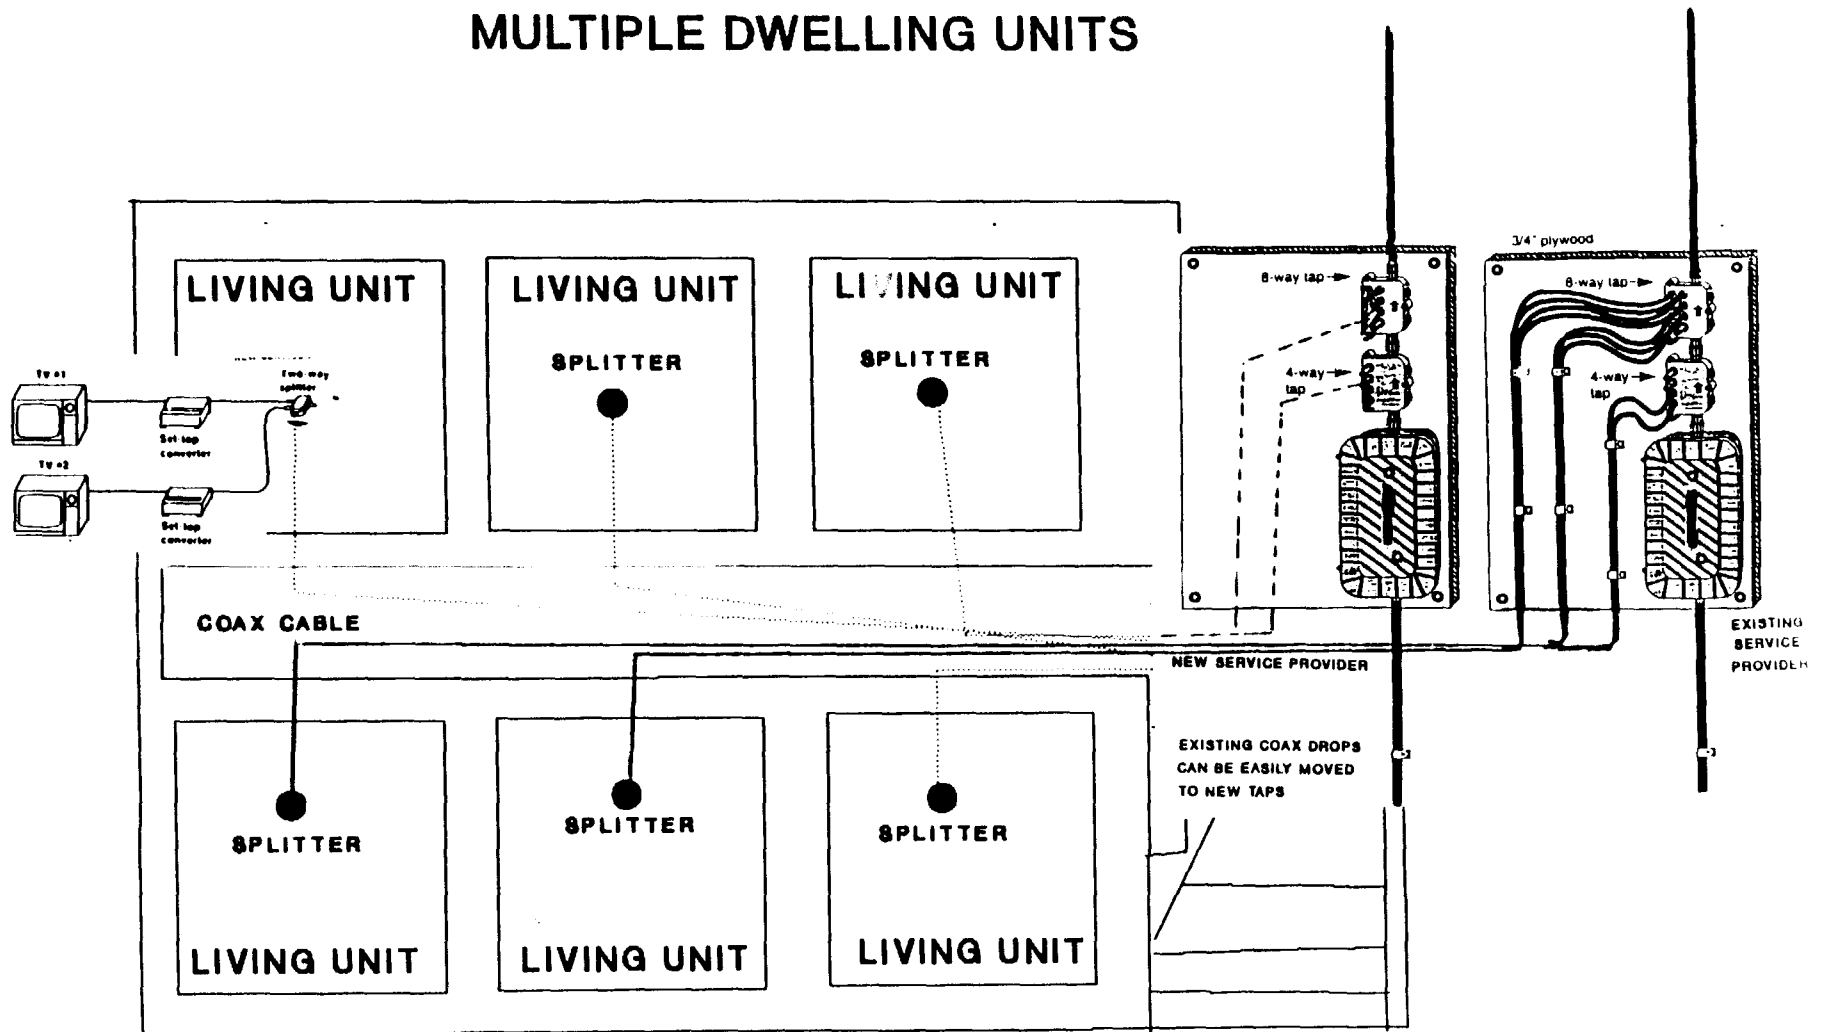 MULTIPLE DWELLING UNITS
3/4" plywood
LIVING UNIT
LIVING UNIT
LIVING UNIT
8-way tap
8-way tap
SPLITTER
SPLITTER
TV #1
Two-way
splitter
4-way
tap
4-way
tap
Set-top
converter
TV #2
Set-top
converter
COAX CABLE
EXISTING
SERVICE
PROVIDER
NEW SERVICE PROVIDER
EXISTING COAX DROPS
CAN BE EASILY MOVED
TO NEW TAPS
SPLITTER
SPLITTER
SPLITTER
LIVING UNIT
LIVING UNIT
LIVING UNIT